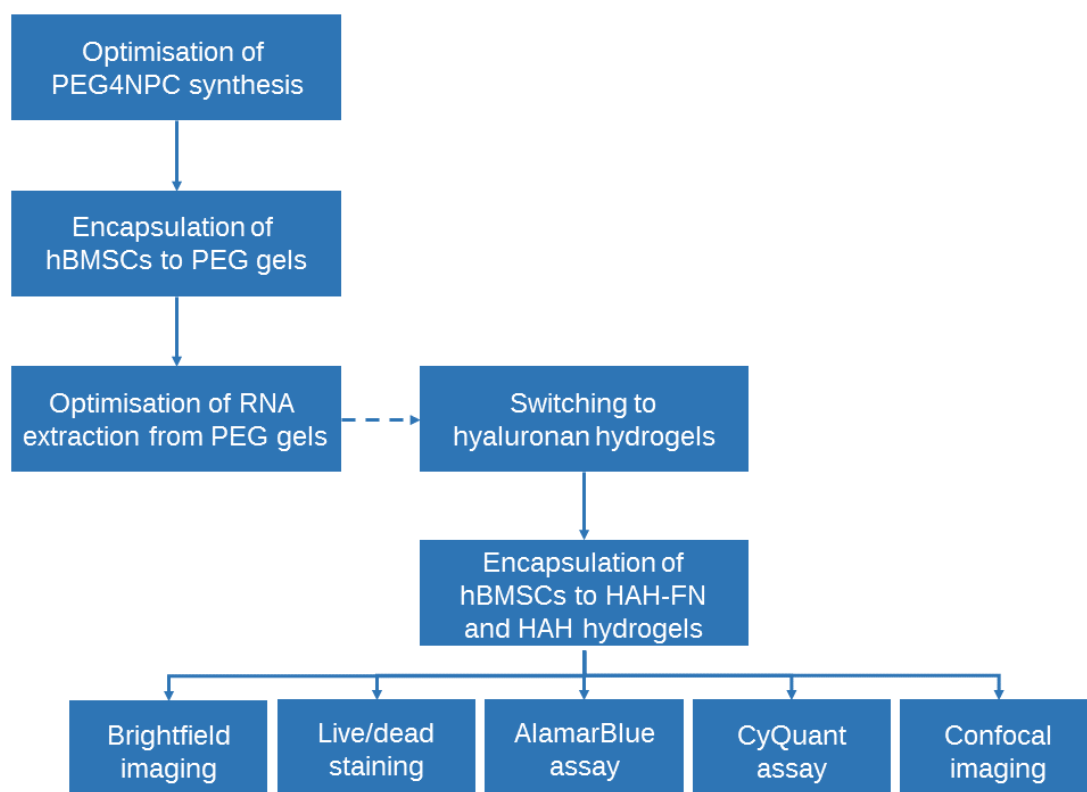 Optimisation of
PEG4NPC synthesis
Encapsulation of
hBMSCs to PEG gels
Optimisation of RNA
extraction from PEG gels
Switching to
hyaluronan hydrogels
Encapsulation of
hBMSCs to HAH-FN
and HAH hydrogels
Brightfield
imaging
Live/dead
staining
AlamarBlue
assay
CyQuant
assay
Confocal
imaging